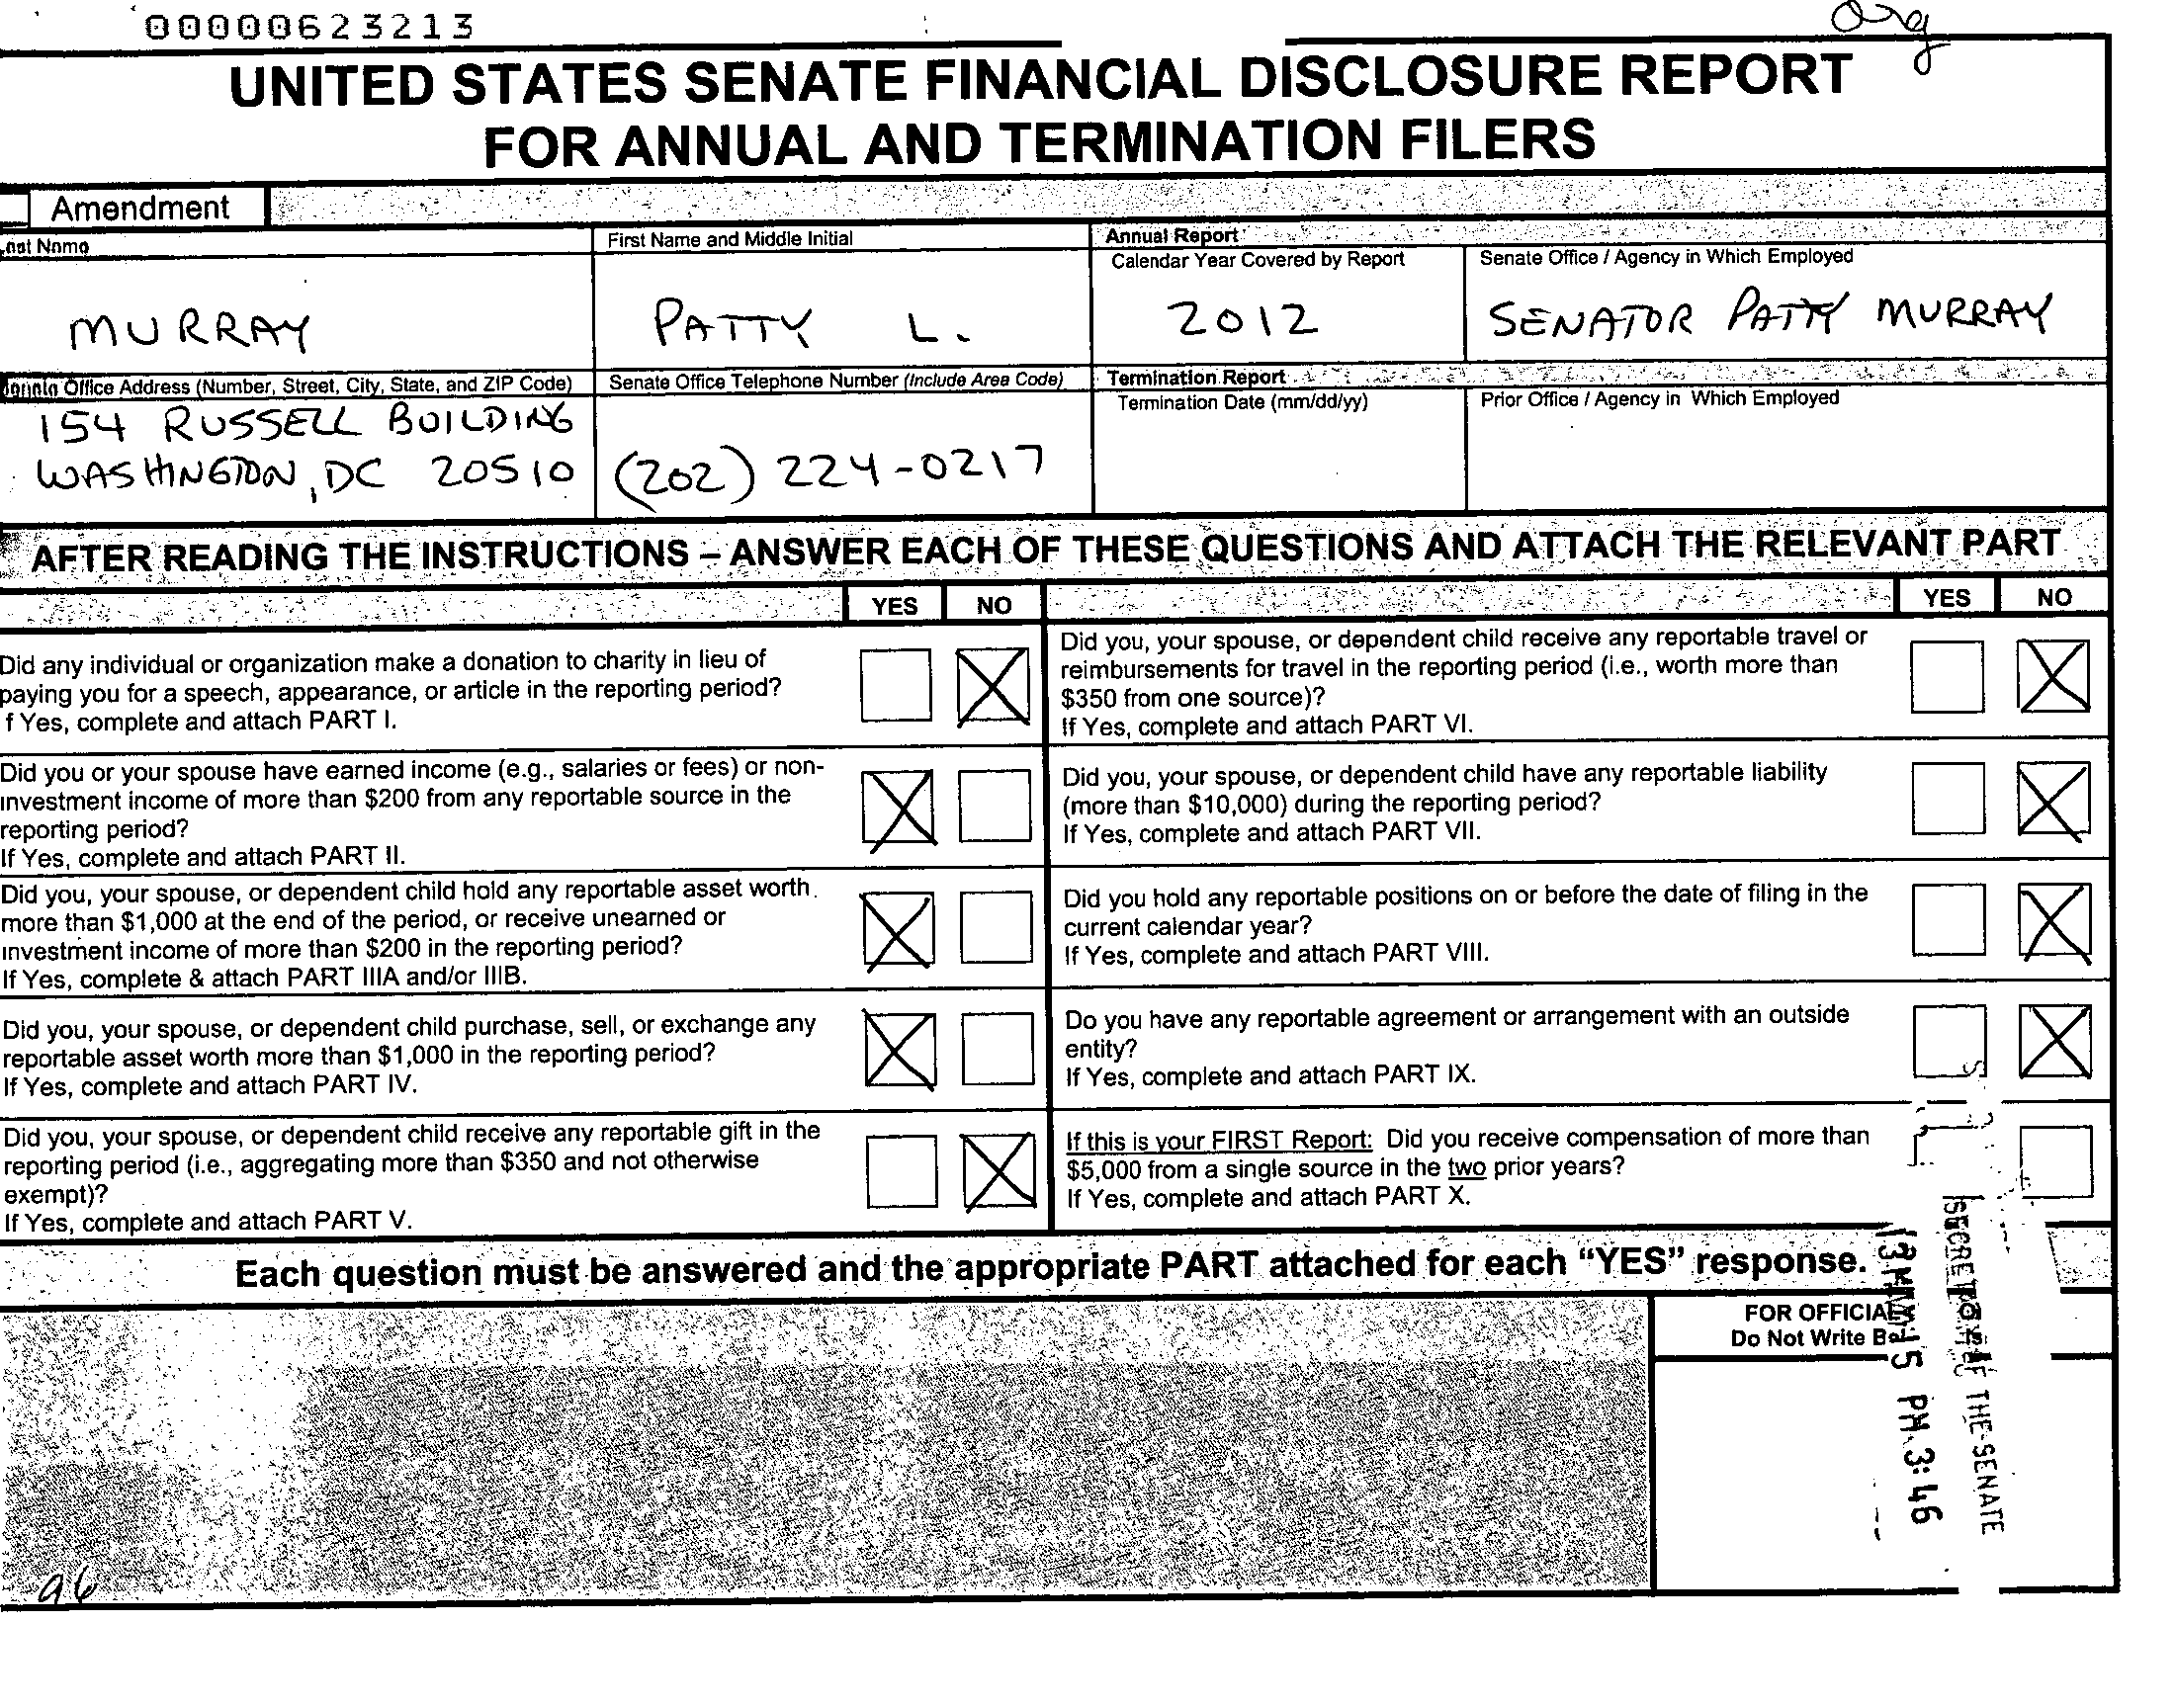 00000623213
UNITED STATES SENATE FINANCIAL DISCLOSURE REPORT
FOR ANNUAL AND TERMINATION FILERS
Amendment
First Name and Middle Initial
Annual Report
Calendar Year Covered by Report
Senate Office / Agency in Which Employed
MURRAY
PATTY L.
2012
SENATOR PATTY MURRAY
Office Address (Number, Street, City, State, and ZIP Code)
Senate Office Telephone Number (Include Area Code)
Termination Report
Termination Date (mm/dd/yy)
Prior Office / Agency in Which Employed
154 RUSSELL BUILDING
WASHINGTON, DC 20510
(202) 224-0217
AFTER READING THE INSTRUCTIONS – ANSWER EACH OF THESE QUESTIONS AND ATTACH THE RELEVANT PART
YES NO
YES NO
Did any individual or organization make a donation to charity in lieu of
paying you for a speech, appearance, or article in the reporting period?
f Yes, complete and attach PART I.
Did you, your spouse, or dependent child receive any reportable travel or
reimbursements for travel in the reporting period (i.e., worth more than
$350 from one source)?
If Yes, complete and attach PART VI.
Did you or your spouse have earned income (e.g., salaries or fees) or non-
investment income of more than $200 from any reportable source in the
reporting period?
If Yes, complete and attach PART II.
Did you, your spouse, or dependent child have any reportable liability
(more than $10,000) during the reporting period?
If Yes, complete and attach PART VII.
Did you, your spouse, or dependent child hold any reportable asset worth
more than $1,000 at the end of the period, or receive unearned or
investment income of more than $200 in the reporting period?
If Yes, complete & attach PART IIIA and/or IIIB.
Did you hold any reportable positions on or before the date of filing in the
current calendar year?
If Yes, complete and attach PART VIII.
Did you, your spouse, or dependent child purchase, sell, or exchange any
reportable asset worth more than $1,000 in the reporting period?
If Yes, complete and attach PART IV.
Do you have any reportable agreement or arrangement with an outside
entity?
If Yes, complete and attach PART IX.
Did you, your spouse, or dependent child receive any reportable gift in the
reporting period (i.e., aggregating more than $350 and not otherwise
exempt)?
If Yes, complete and attach PART V.
If this is your FIRST Report: Did you receive compensation of more than
$5,000 from a single source in the two prior years?
If Yes, complete and attach PART X.
Each question must be answered and the appropriate PART attached for each “YES” response.
FOR OFFICIAL
Do Not Write
PM 3:46
OF THE SENATE